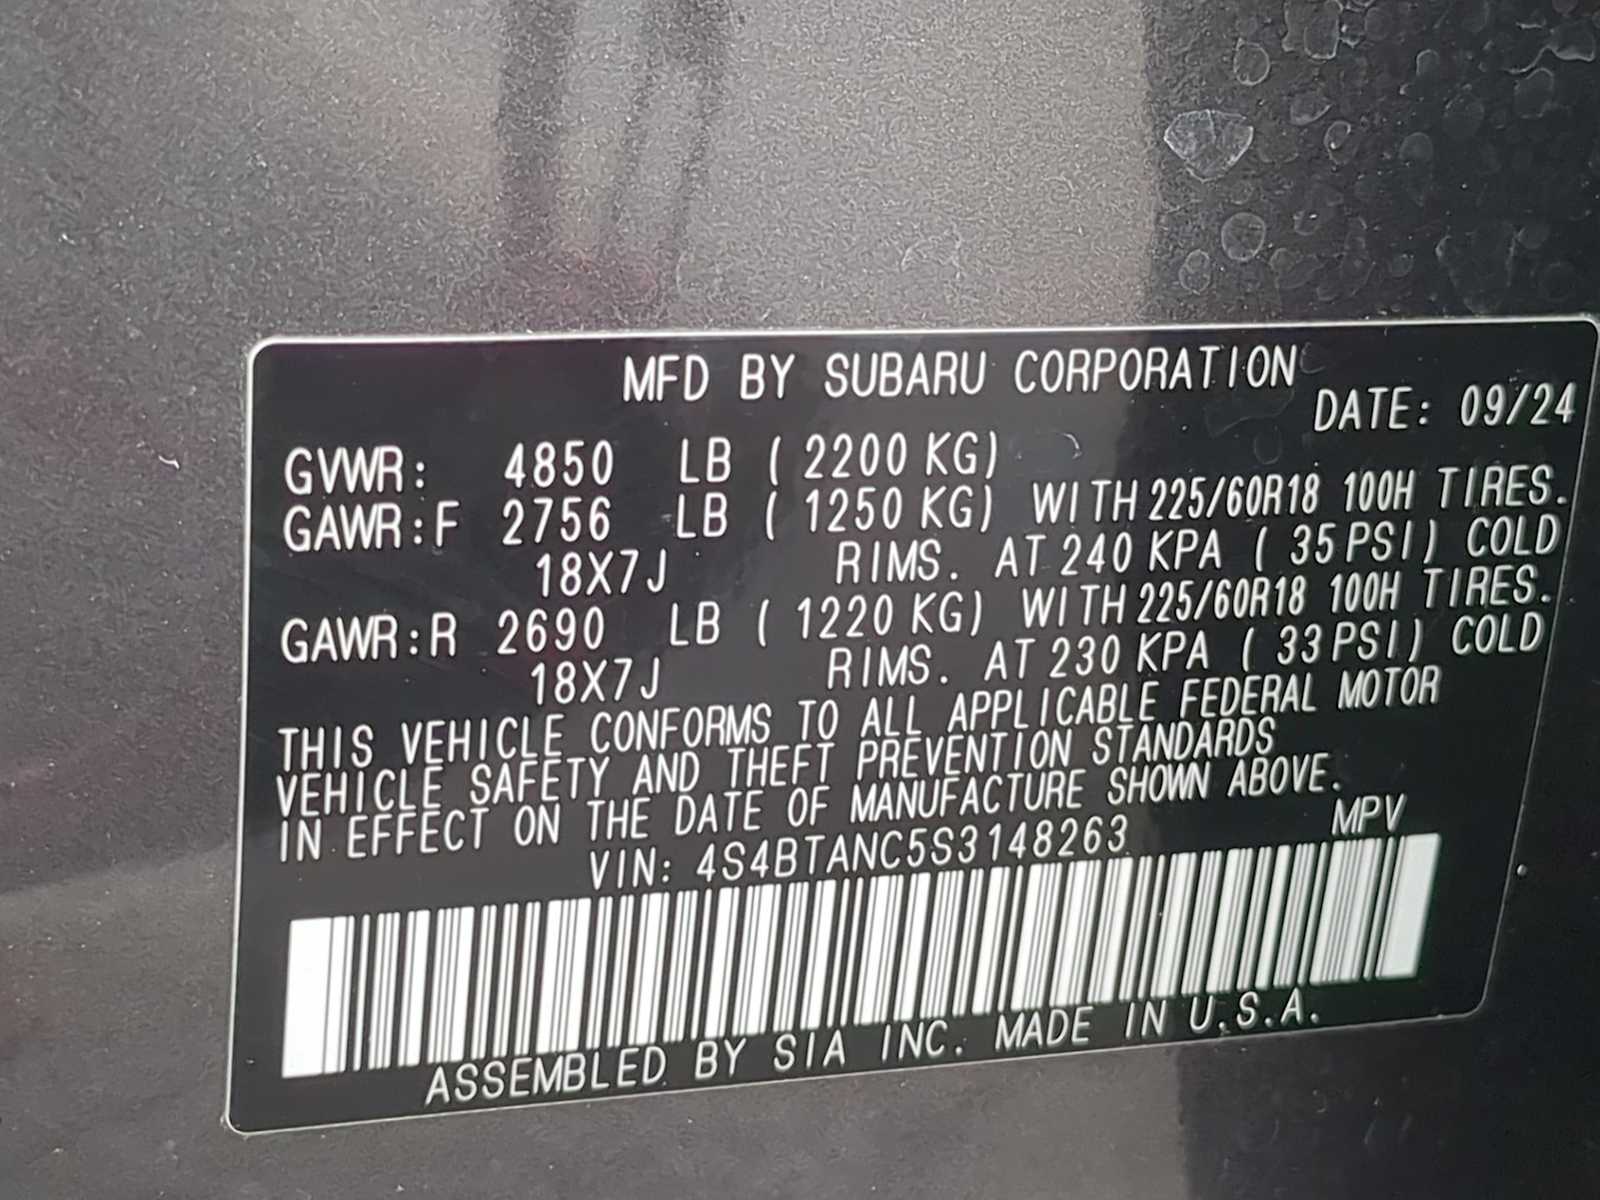 MFD BY SUBARU CORPORATION
DATE: 09/24
GVWR: 4850 LB ( 2200 KG)
GAWR:F 2756 LB ( 1250 KG) WITH 225/60R18 100H TIRES.
18X7J RIMS. AT 240 KPA ( 35PSI) COLD
GAWR:R 2690 LB ( 1220 KG) WITH 225/60R18 100H TIRES.
18X7J RIMS. AT 230 KPA ( 33PSI) COLD
THIS VEHICLE CONFORMS TO ALL APPLICABLE FEDERAL MOTOR
VEHICLE SAFETY AND THEFT PREVENTION STANDARDS
IN EFFECT ON THE DATE OF MANUFACTURE SHOWN ABOVE.
VIN: 4S4BTANC5S3148263 MPV
ASSEMBLED BY SIA INC. MADE IN U.S.A.